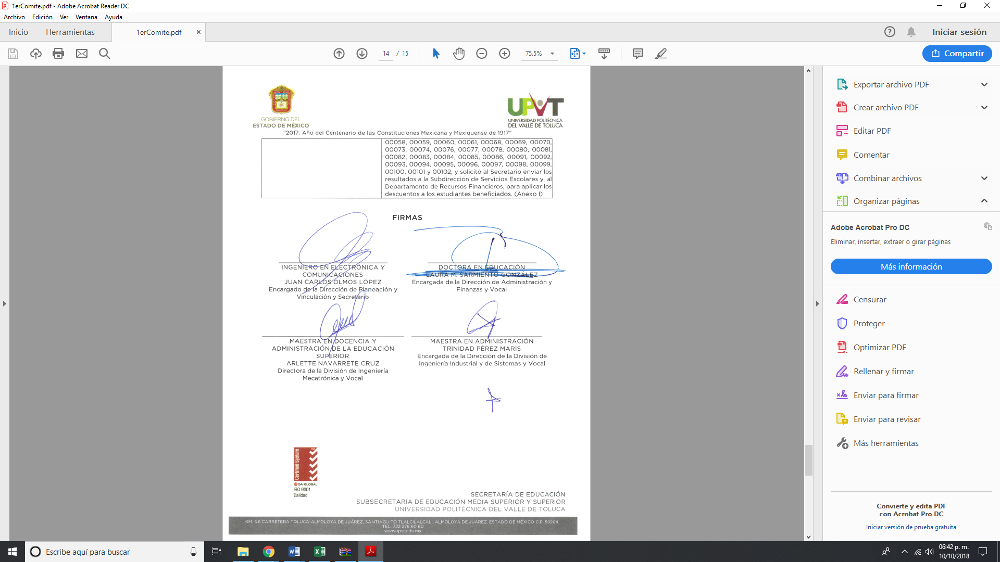 1erComite.pdf - Adobe Acrobat Reader DC
Archivo Edición Ver Ventana Ayuda
Inicio Herramientas 1erComite.pdf Iniciar sesión
14 / 15 75.5% Compartir
GOBIERNO DEL
ESTADO DE MÉXICO
UPVT
UNIVERSIDAD POLITÉCNICA
DEL VALLE DE TOLUCA
"2017. Año del Centenario de las Constituciones Mexicana y Mexiquense de 1917"
00058, 00059, 00060, 00061, 00068, 00069, 00070,
00073, 00074, 00076, 00077, 00078, 00080, 00081,
00082, 00083, 00084, 00085, 00086, 00091, 00092,
00093, 00094, 00095, 00096, 00097, 00098, 00099,
00100, 00101 y 00102; y solicitó al Secretario enviar los
resultados a la Subdirección de Servicios Escolares y al
Departamento de Recursos Financieros, para aplicar los
descuentos a los estudiantes beneficiados. (Anexo I)
FIRMAS
INGENIERO EN ELECTRÓNICA Y
COMUNICACIONES
JUAN CARLOS OLMOS LÓPEZ
Encargado de la Dirección de Planeación y
Vinculación y Secretario
DOCTORA EN EDUCACIÓN
LAURA M. SARMIENTO GONZÁLEZ
Encargada de la Dirección de Administración y
Finanzas y Vocal
MAESTRA EN DOCENCIA Y
ADMINISTRACIÓN DE LA EDUCACIÓN
SUPERIOR
ARLETTE NAVARRETE CRUZ
Directora de la División de Ingeniería
Mecatrónica y Vocal
MAESTRA EN ADMINISTRACIÓN
TRINIDAD PÉREZ MARIS
Encargada de la Dirección de la División de
Ingeniería Industrial y de Sistemas y Vocal
Certified System
SAI GLOBAL
ISO 9001
Calidad
SECRETARÍA DE EDUCACIÓN
SUBSECRETARÍA DE EDUCACIÓN MEDIA SUPERIOR Y SUPERIOR
UNIVERSIDAD POLITÉCNICA DEL VALLE DE TOLUCA
KM. 5.6 CARRETERA TOLUCA-ALMOLOYA DE JUÁREZ, SANTIAGUITO TLALCILALCALI, ALMOLOYA DE JUÁREZ, ESTADO DE MÉXICO C.P. 50904.
TEL. 722 276 60 60
www.upvt.edu.mx
Exportar archivo PDF
Crear archivo PDF
Editar PDF
Comentar
Combinar archivos
Organizar páginas
Adobe Acrobat Pro DC
Eliminar, insertar, extraer o girar páginas
Más información
Censurar
Proteger
Optimizar PDF
Rellenar y firmar
Enviar para firmar
Enviar para revisar
Más herramientas
Convierte y edita PDF
con Acrobat Pro DC
Iniciar versión de prueba gratuita
Escribe aquí para buscar
06:42 p. m.
10/10/2018